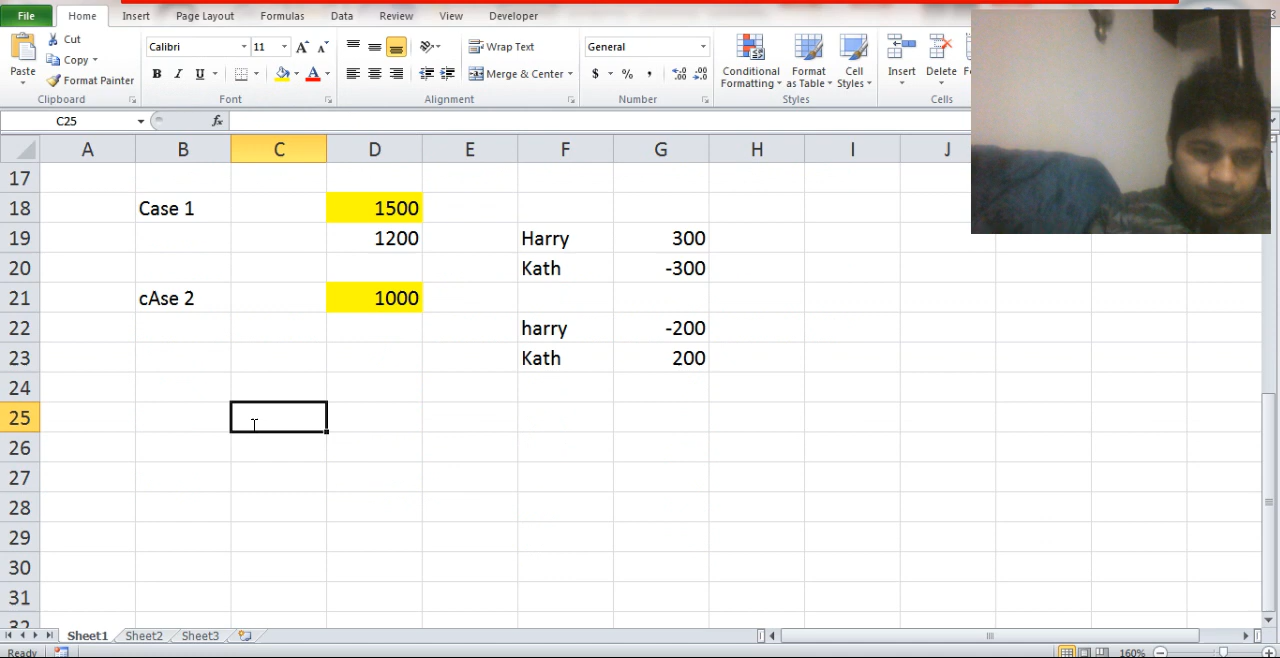 File Home Insert Page Layout Formulas Data Review View Developer
Paste Cut Calibri 11 A A Wrap Text General Conditional Formatting Format as Table Cell Styles Insert Delete
Copy
Format Painter B I U A Merge & Center $ % ,
Clipboard Font Alignment Number Styles Cells
C25 fx
A B C D E F G H I J
17
18 Case 1 1500
19 1200 Harry 300
20 Kath -300
21 cAse 2 1000
22 harry -200
23 Kath 200
24
25
26
27
28
29
30
31
32
Sheet1 Sheet2 Sheet3
Ready 160%